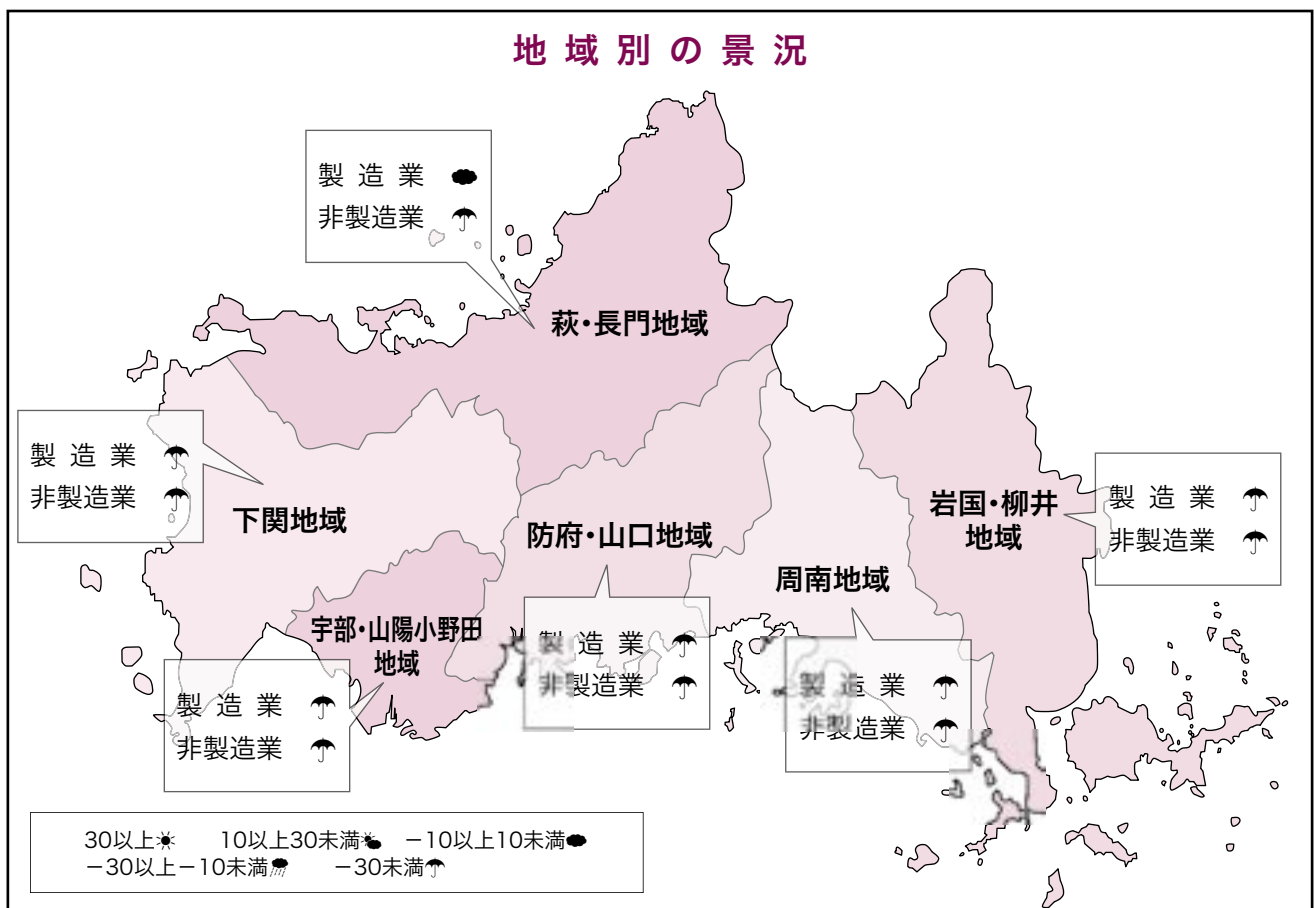 地域別の景況
製造業
非製造業
萩・長門地域
製造業
非製造業
下関地域
岩国・柳井
地域
製造業
非製造業
防府・山口地域
製造業
非製造業
周南地域
製造業
非製造業
宇部・山陽小野田
地域
製造業
非製造業
30以上 10以上30未満 −10以上10未満
−30以上−10未満 −30未満